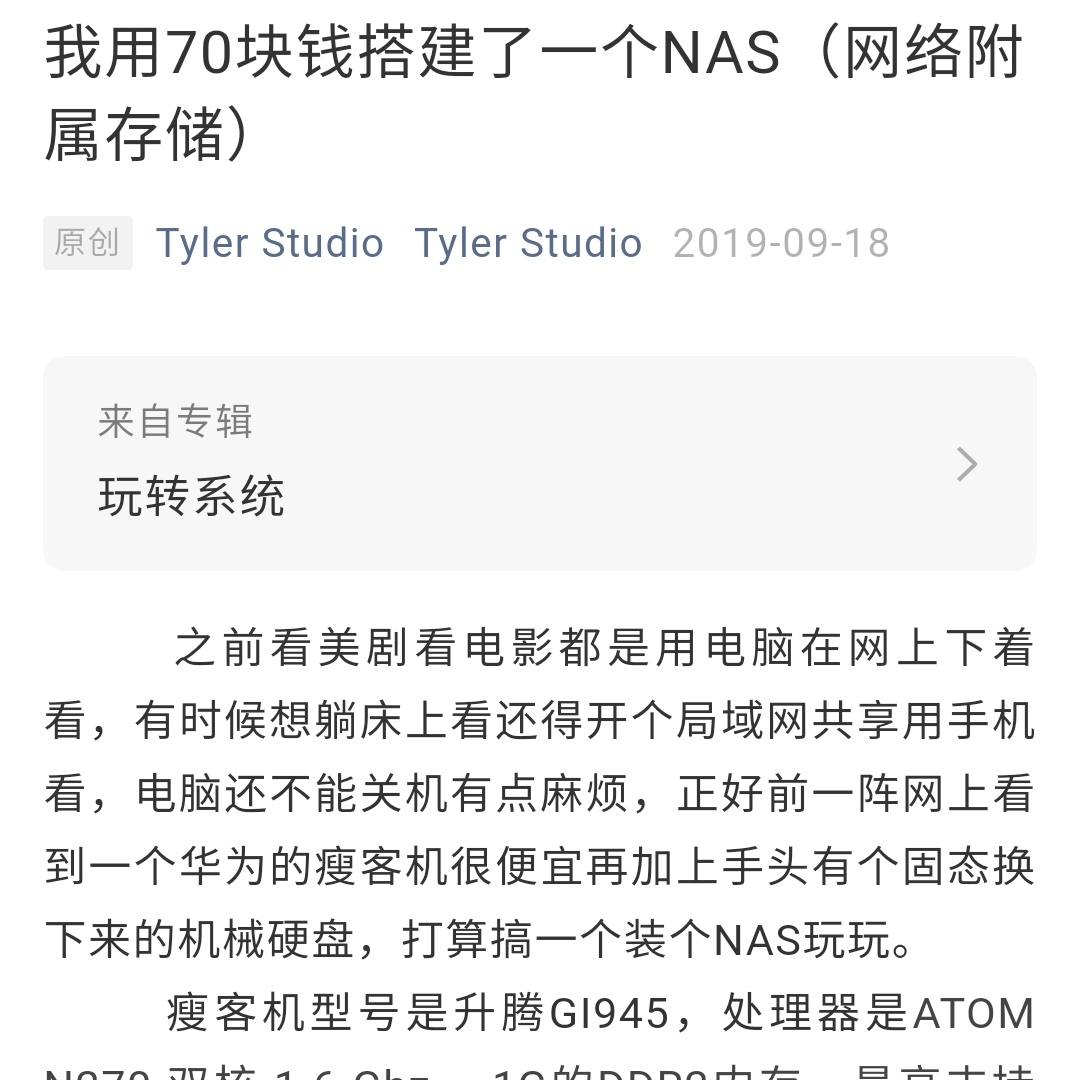 我用70块钱搭建了一个NAS（网络附
属存储）
原创 Tyler Studio Tyler Studio 2019-09-18
来自专辑
玩转系统
之前看美剧看电影都是用电脑在网上下着
看，有时候想躺床上看还得开个局域网共享用手机
看，电脑还不能关机有点麻烦，正好前一阵网上看
到一个华为的瘦客机很便宜再加上手头有个固态换
下来的机械硬盘，打算搞一个装个NAS玩玩。
瘦客机型号是升腾GI945，处理器是ATOM